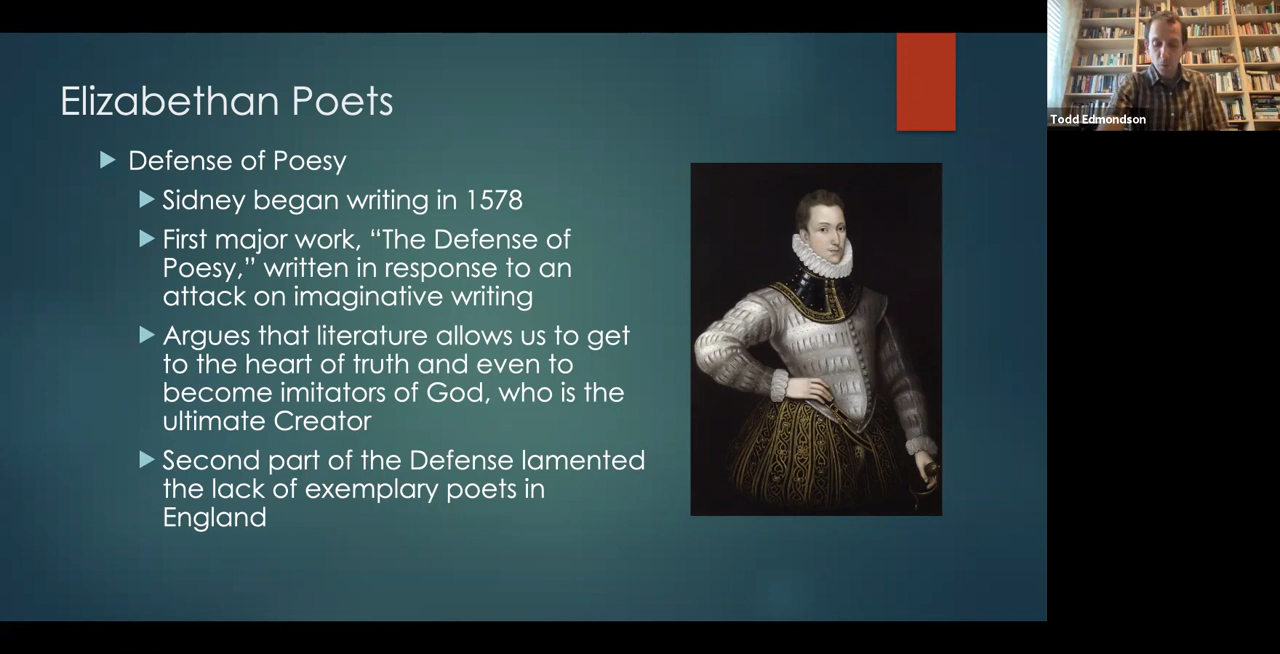 Elizabethan Poets
Defense of Poesy
Sidney began writing in 1578
First major work, “The Defense of
Poesy,” written in response to an
attack on imaginative writing
Argues that literature allows us to get
to the heart of truth and even to
become imitators of God, who is the
ultimate Creator
Second part of the Defense lamented
the lack of exemplary poets in
England
Todd Edmondson